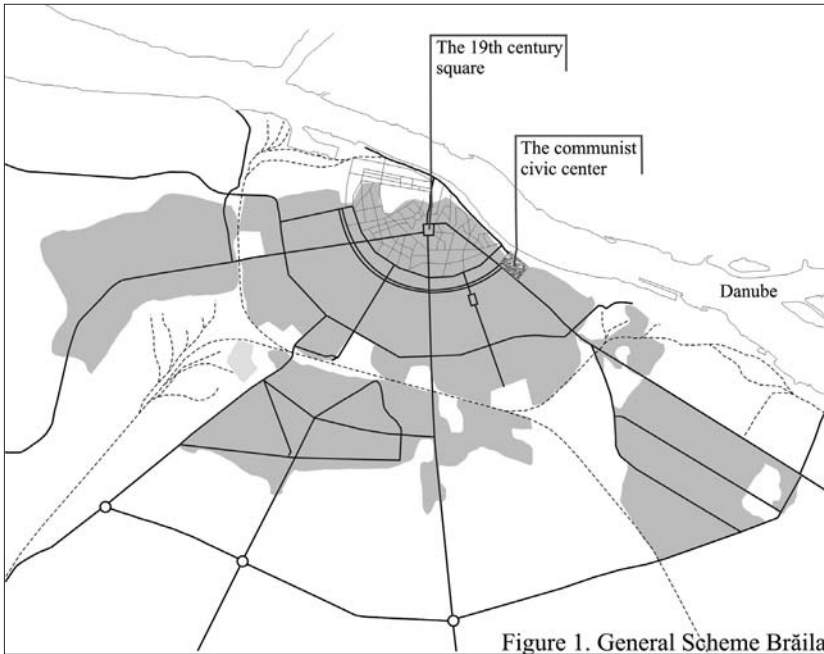 The 19th century
square
The communist
civic center
Danube
Figure 1. General Scheme Brăila